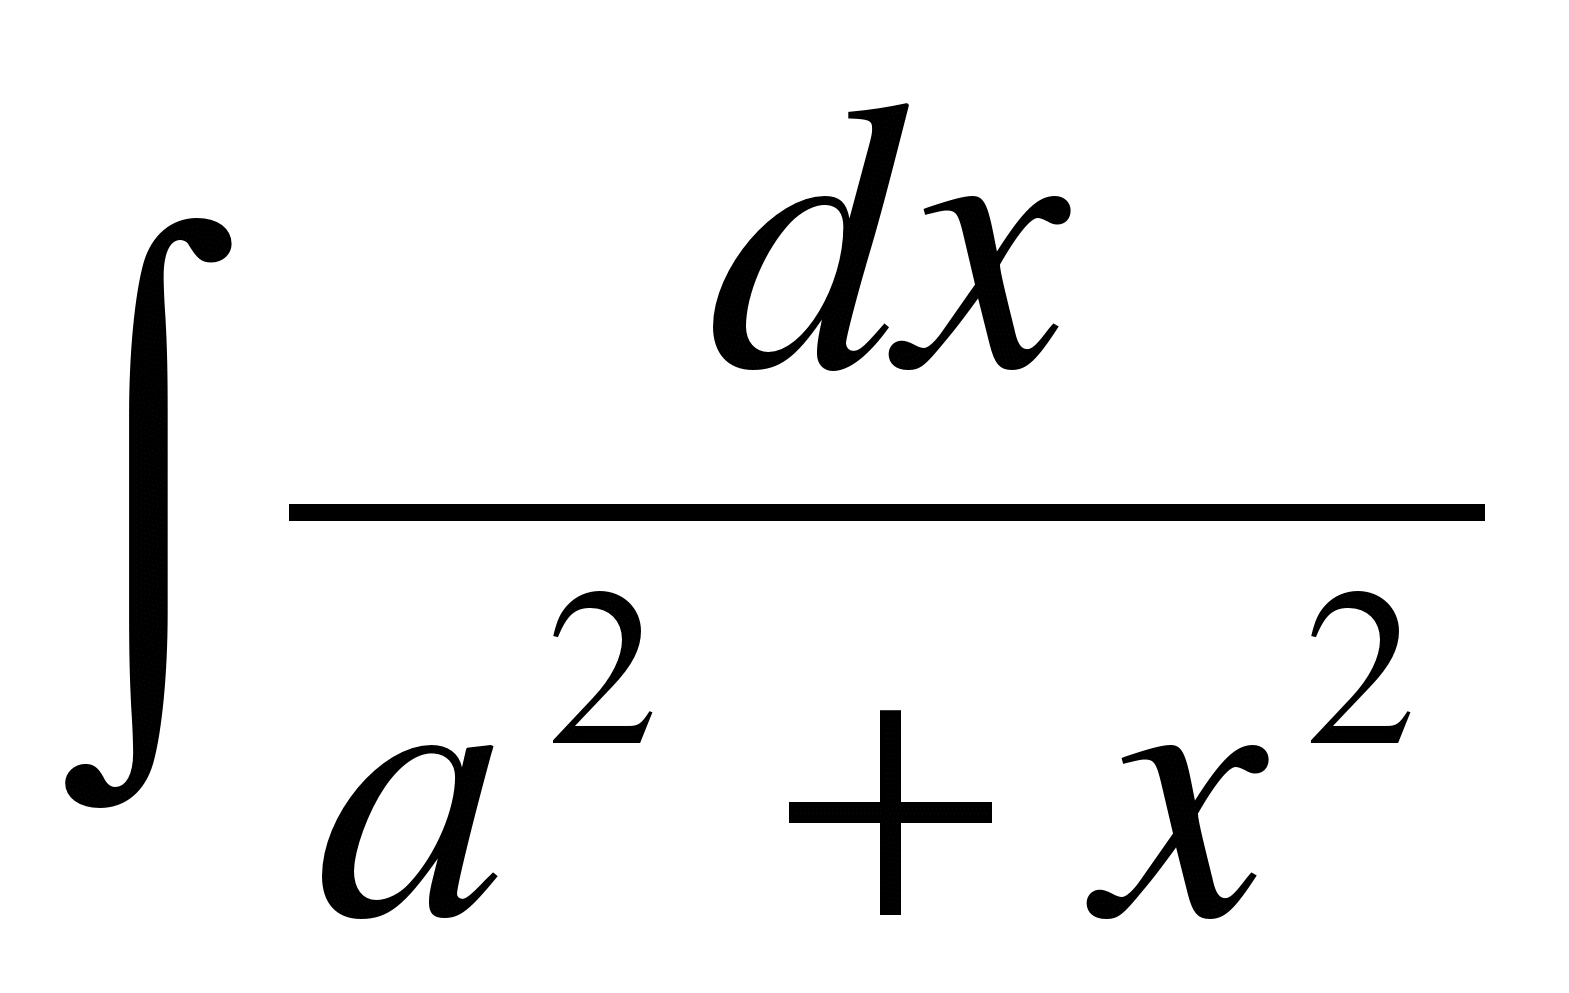 ∫ dx / (a² + x²)